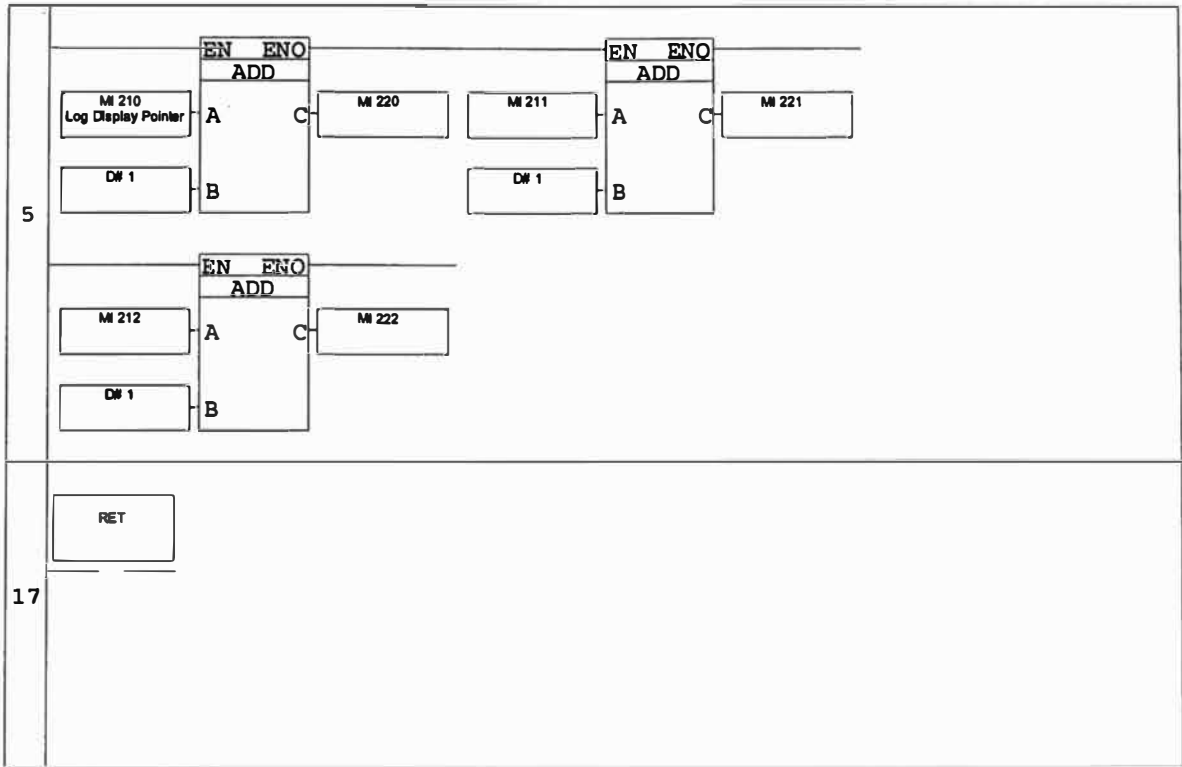 EN ENO EN ENO
ADD ADD
MI 210 MI 220 MI 211 MI 221
Log Display Pointer A C A C
D# 1 D# 1
B B
5
EN ENO
ADD
MI 212 MI 222
A C
D# 1
B
RET
17